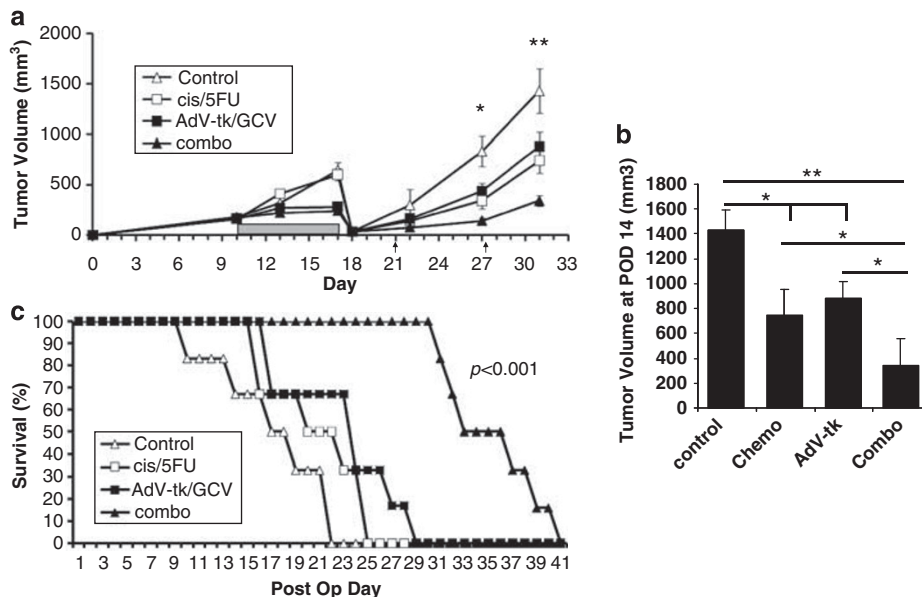 a
Tumor Volume (mm³)
2000
1500
1000
500
0
Control
cis/5FU
AdV-tk/GCV
combo
*
**
0 3 6 9 12 15 18 21 24 27 30 33
Day
b
Tumor Volume at POD 14 (mm3)
1800
1600
1400
1200
1000
800
600
400
200
0
**
*
*
*
control Chemo AdV-tk Combo
c
Survival (%)
100
90
80
70
60
50
40
30
20
10
0
p<0.001
Control
cis/5FU
AdV-tk/GCV
combo
1 3 5 7 9 11 13 15 17 19 21 23 25 27 29 31 33 35 37 39 41
Post Op Day